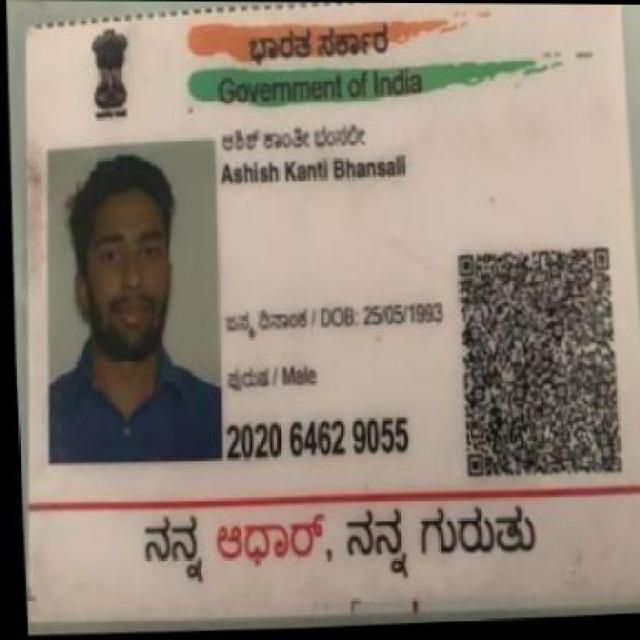 ಭಾರತ ಸರ್ಕಾರ
Government of India
ಆಶಿಶ್ ಕಾಂತೀ ಭಂಸಲೀ
Ashish Kanti Bhansali
ಜನ್ಮ ದಿನಾಂಕ / DOB: 25/05/1993
ಪುರುಷ / Male
2020 6462 9055
ನನ್ನ ಆಧಾರ್, ನನ್ನ ಗುರುತು